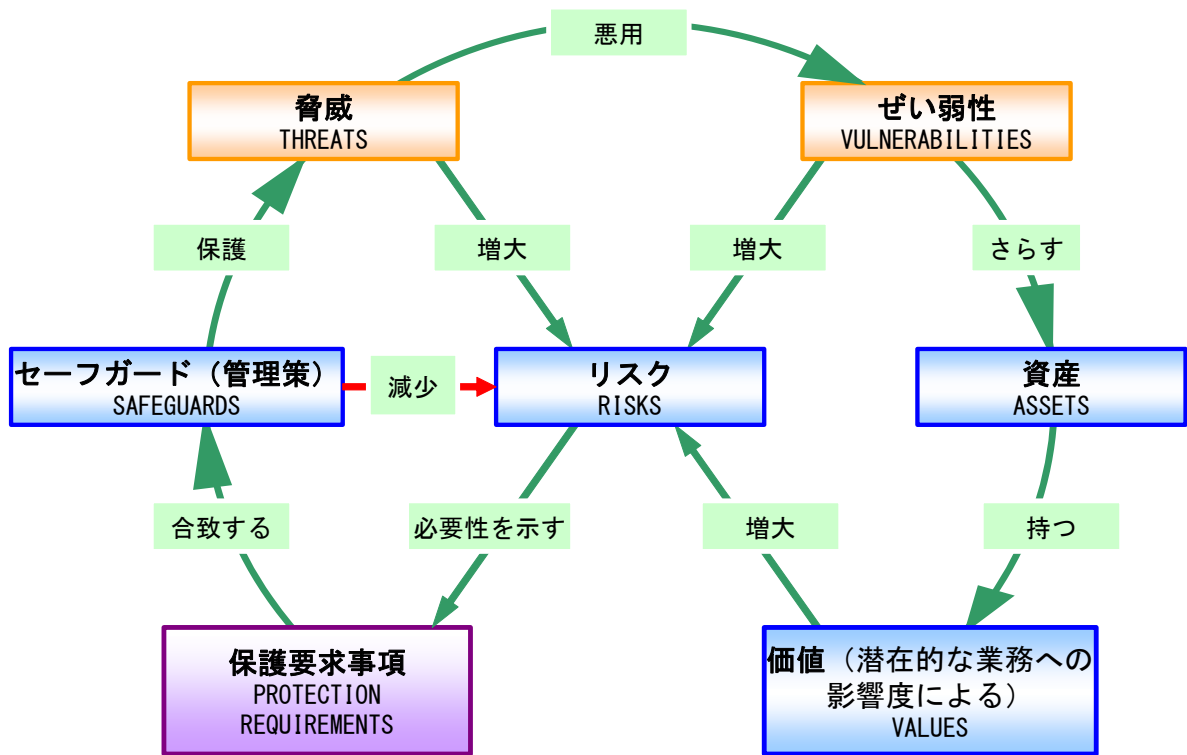 悪用
脅威
THREATS
ぜい弱性
VULNERABILITIES
保護
増大
増大
さらす
セーフガード（管理策）
SAFEGUARDS
減少
リスク
RISKS
資産
ASSETS
合致する
必要性を示す
増大
持つ
保護要求事項
PROTECTION
REQUIREMENTS
価値（潜在的な業務への
影響度による）
VALUES